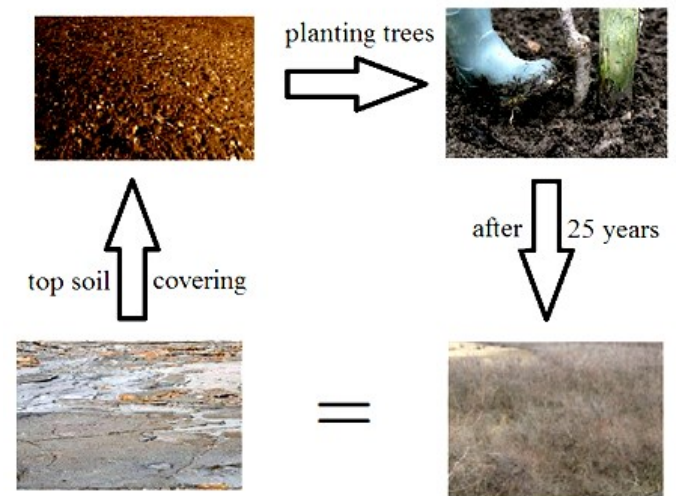 planting trees
after 25 years
top soil covering
=